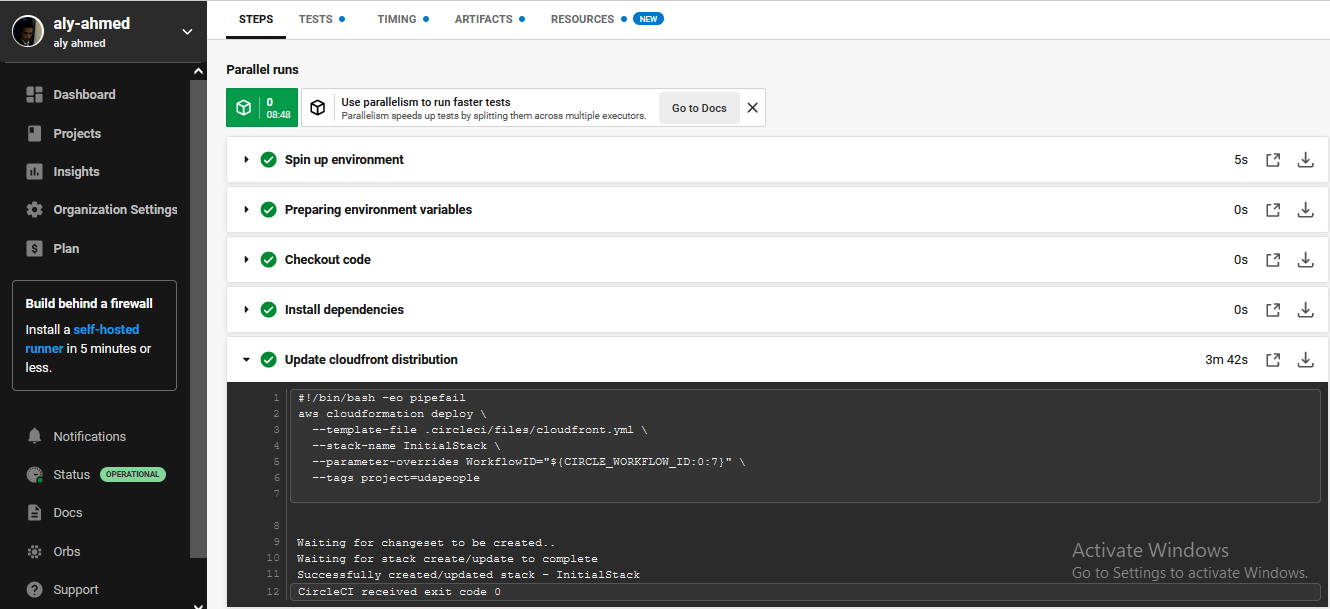 aly-ahmed
aly ahmed
Dashboard
Projects
Insights
Organization Settings
Plan
Build behind a firewall
Install a self-hosted
runner in 5 minutes or
less.
Notifications
Status OPERATIONAL
Docs
Orbs
Support
STEPS TESTS TIMING ARTIFACTS RESOURCES NEW
Parallel runs
0
08:48
Use parallelism to run faster tests
Parallelism speeds up tests by splitting them across multiple executors.
Go to Docs
Spin up environment 5s
Preparing environment variables 0s
Checkout code 0s
Install dependencies 0s
Update cloudfront distribution 3m 42s
1 #!/bin/bash -eo pipefail
2 aws cloudformation deploy \
3 --template-file .circleci/files/cloudfront.yml \
4 --stack-name InitialStack \
5 --parameter-overrides WorkflowID="${CIRCLE_WORKFLOW_ID:0:7}" \
6 --tags project=udapeople
7
8
9 Waiting for changeset to be created..
10 Waiting for stack create/update to complete
11 Successfully created/updated stack - InitialStack
12 CircleCI received exit code 0
Activate Windows
Go to Settings to activate Windows.